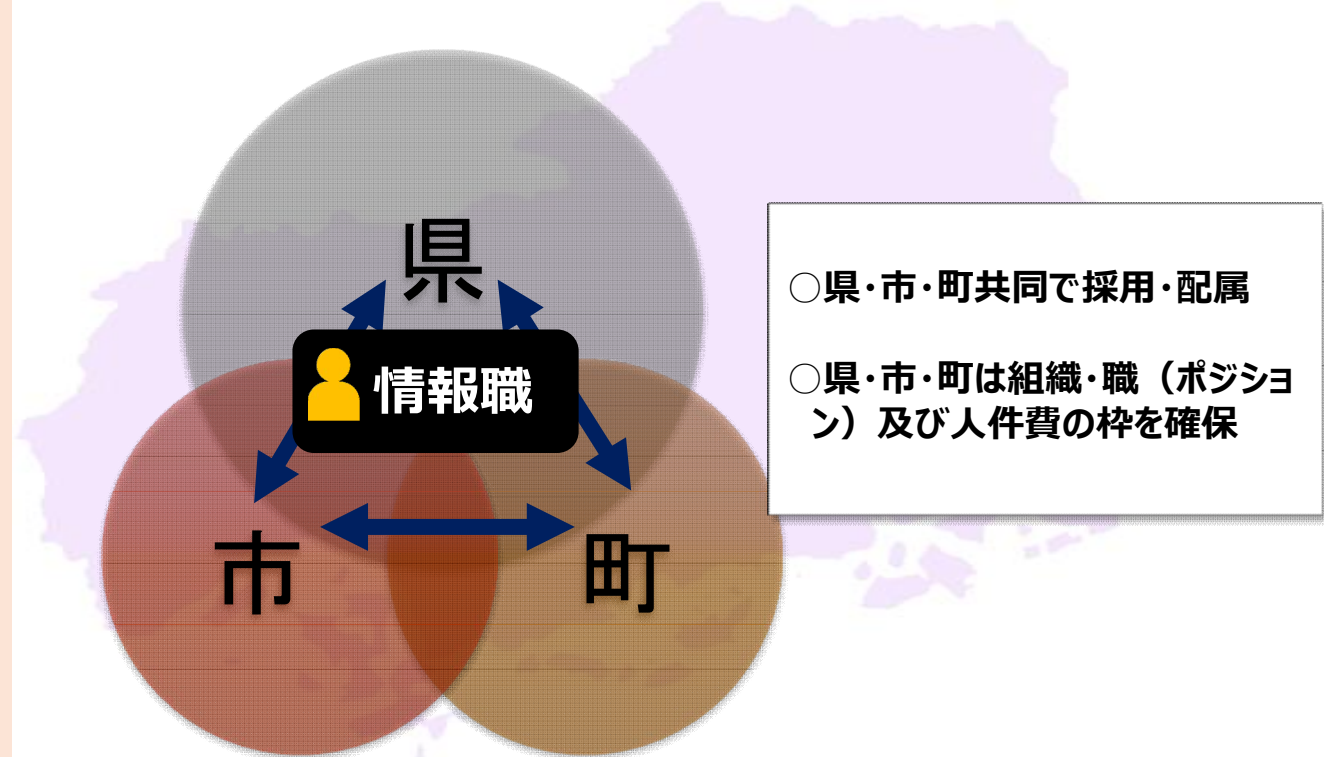 県
情報職
市
町
○県・市・町共同で採用・配属
○県・市・町は組織・職（ポジショ
ン）及び人件費の枠を確保